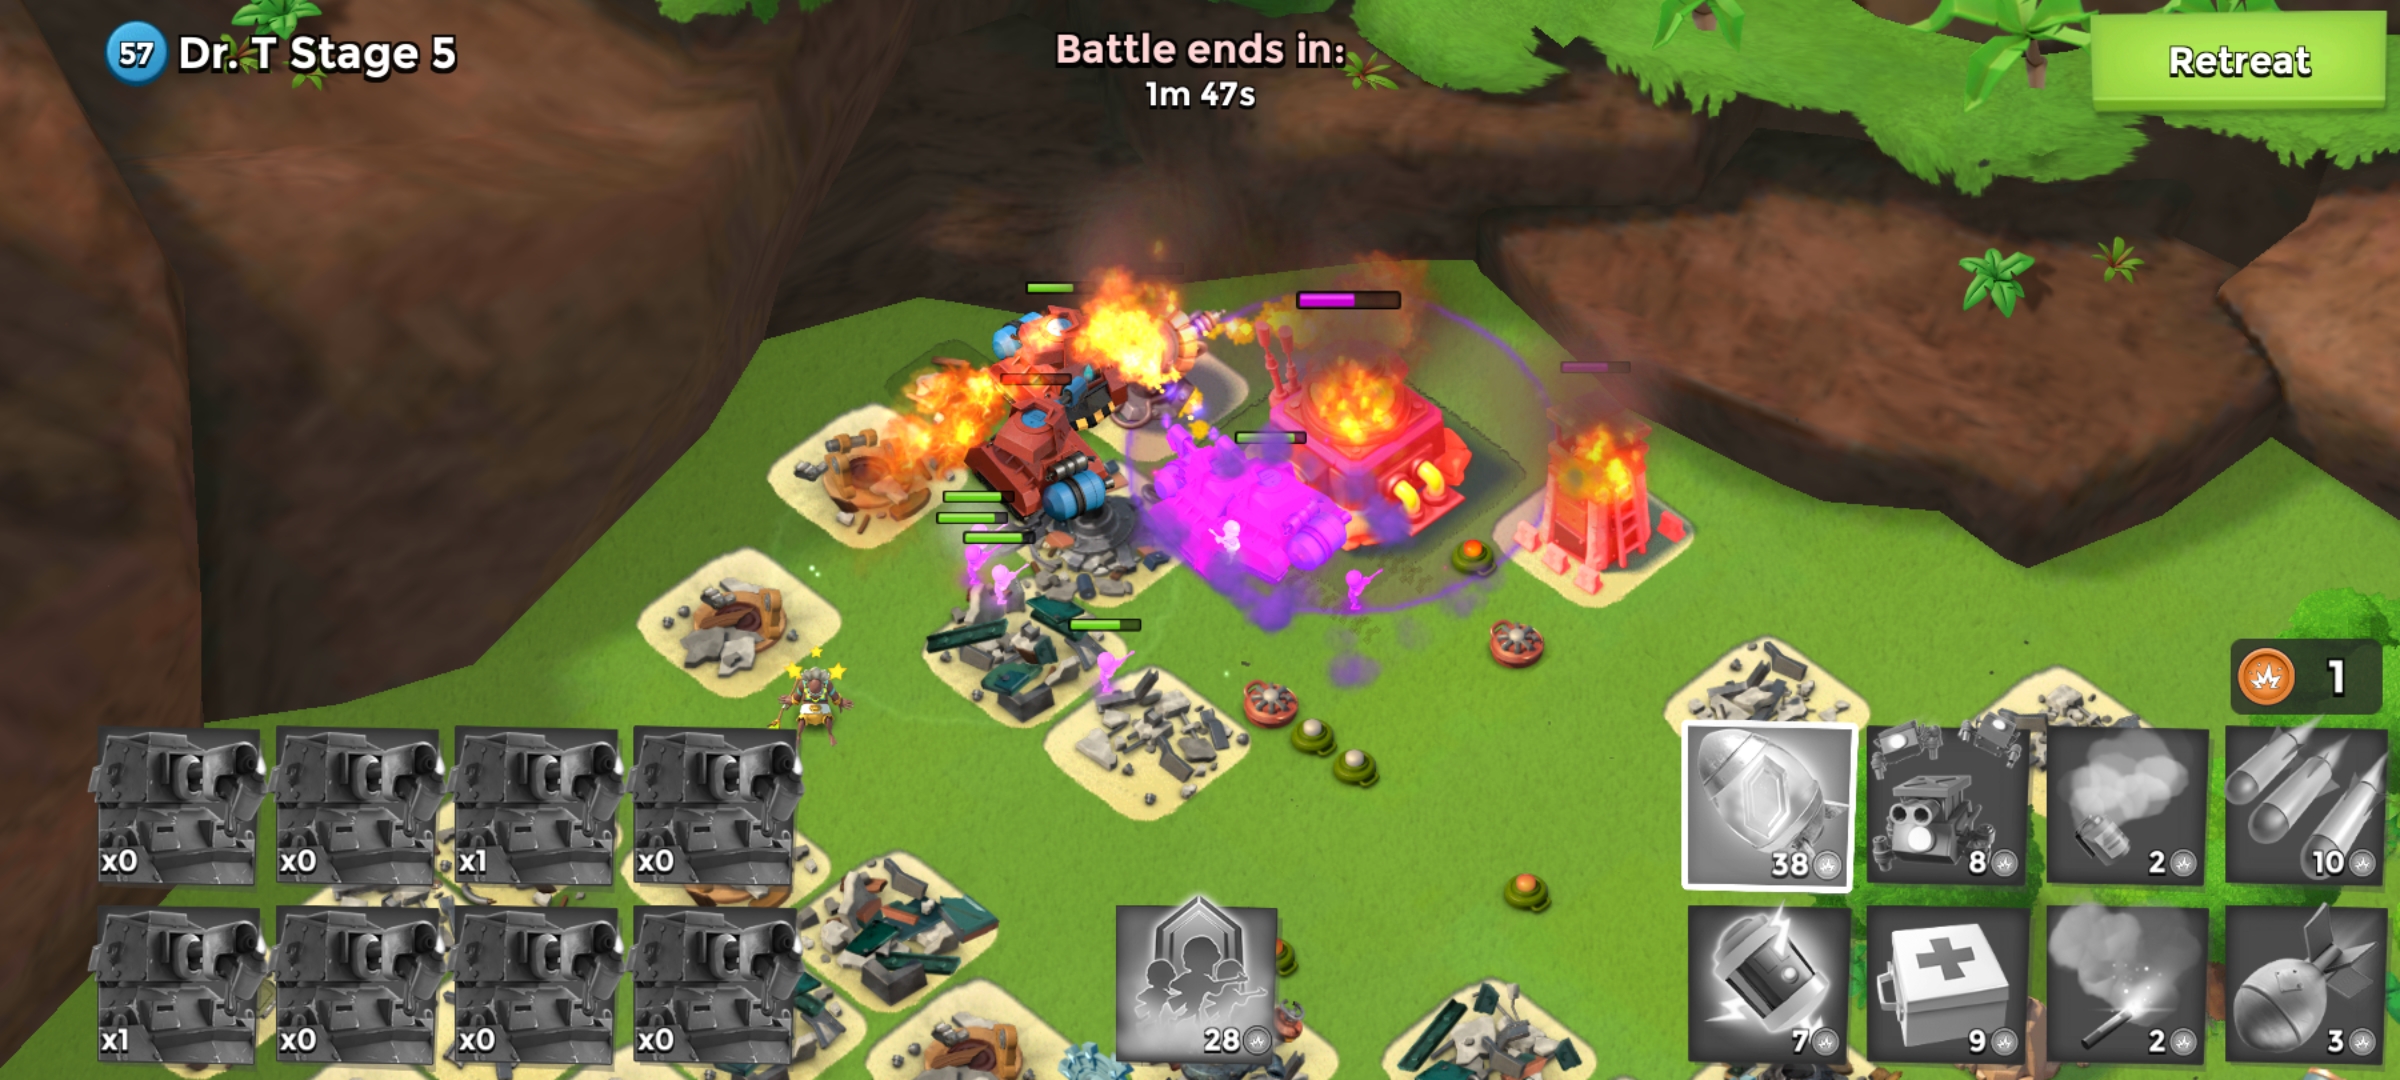 57 Dr. T Stage 5
Battle ends in:
1m 47s
Retreat
1
x0 x0 x1 x0
38 8 2 10
x1 x0 x0 x0
28
7 9 2 3